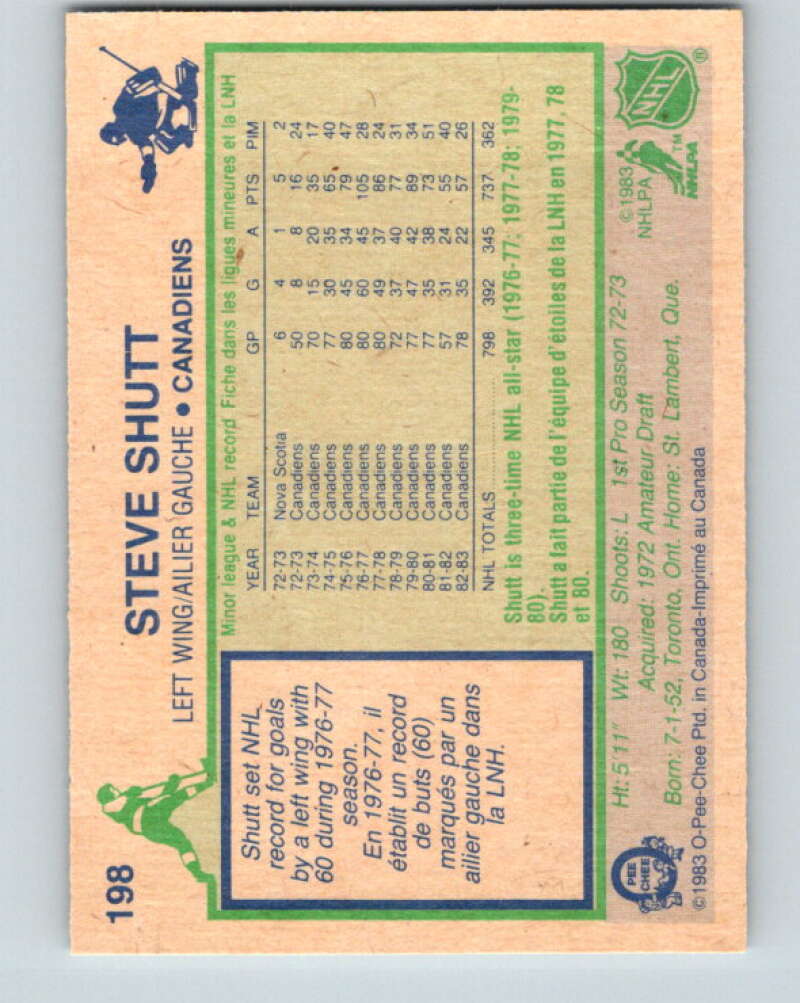 198
STEVE SHUTT
LEFT WING/AILIER GAUCHE • CANADIENS
Shutt set NHL
record for goals
by a left wing with
60 during 1976-77
season.
En 1976-77, il
établit un record
de buts (60)
marqués par un
ailier gauche dans
la LNH.
Minor league & NHL record Fiche dans les ligues mineures et la LNH
YEAR TEAM GP G A PTS PIM
72-73 Nova Scotia 6 4 1 5 2
72-73 Canadiens 50 8 8 16 24
73-74 Canadiens 70 15 20 35 17
74-75 Canadiens 77 30 35 65 40
75-76 Canadiens 80 45 34 79 47
76-77 Canadiens 80 60 45 105 28
77-78 Canadiens 80 49 37 86 24
78-79 Canadiens 72 37 40 77 31
79-80 Canadiens 77 47 42 89 34
80-81 Canadiens 77 35 38 73 51
81-82 Canadiens 57 31 24 55 40
82-83 Canadiens 78 35 22 57 26
NHL TOTALS 798 392 345 737 362
Shutt is three-time NHL all-star (1976-77; 1977-78; 1979-
80).
Shutt a lait partie de l'équipe d'étoiles de la LNH en 1977, 78
et 80.
Ht: 5'11" Wt: 180 Shoots: L 1st Pro Season 72-73
Acquired: 1972 Amateur Draft
Born: 7-1-52, Toronto, Ont. Home: St. Lambert, Que.
©1983 O-Pee-Chee Ptd. in Canada-Imprimé au Canada
O
PEE
CHEE
©1983
NHLPA
NHLPA™
NHL®